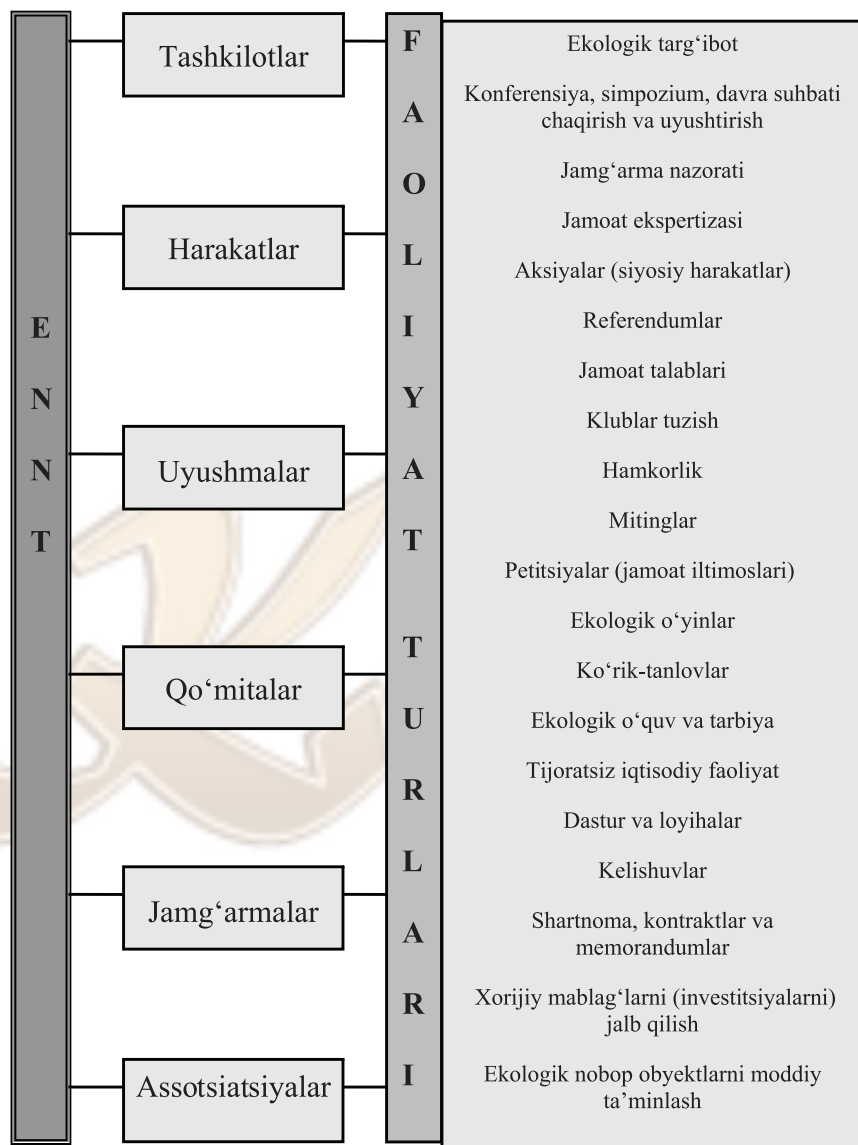 E
N
N
T
Tashkilotlar
Harakatlar
Uyushmalar
Qo‘mitalar
Jamg‘armalar
Assotsiatsiyalar
F
A
O
L
I
Y
A
T
T
U
R
L
A
R
I
Ekologik targ‘ibot
Konferensiya, simpozium, davra suhbati
chaqirish va uyushtirish
Jamg‘arma nazorati
Jamoat ekspertizasi
Aksiyalar (siyosiy harakatlar)
Referendumlar
Jamoat talablari
Klublar tuzish
Hamkorlik
Mitinglar
Petitsiyalar (jamoat iltimoslari)
Ekologik o‘yinlar
Ko‘rik-tanlovlar
Ekologik o‘quv va tarbiya
Tijoratsiz iqtisodiy faoliyat
Dastur va loyihalar
Kelishuvlar
Shartnoma, kontraktlar va
memorandumlar
Xorijiy mablag‘larni (investitsiyalarni)
jalb qilish
Ekologik nobop obyektlarni moddiy
ta’minlash